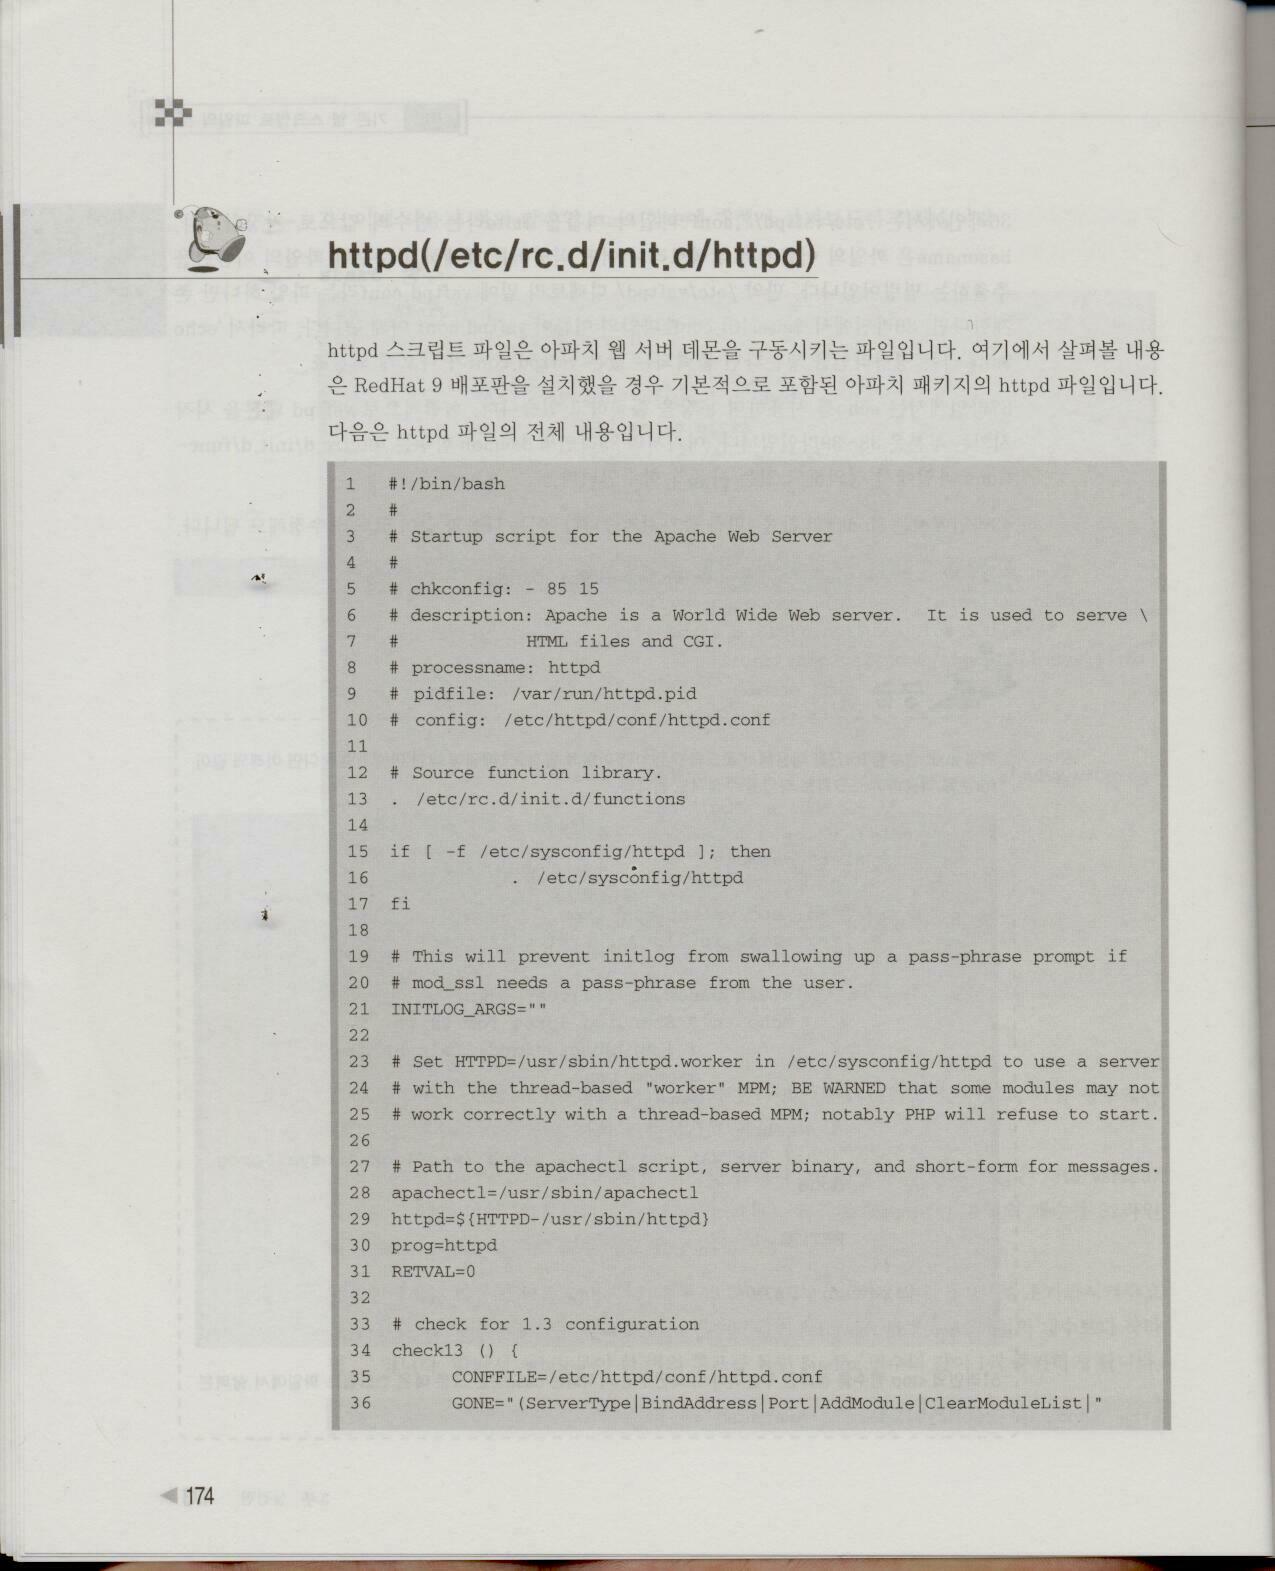 httpd(/etc/rc.d/init.d/httpd)
httpd 스크립트 파일은 아파치 웹 서버 데몬을 구동시키는 파일입니다. 여기에서 살펴볼 내용
은 RedHat 9 배포판을 설치했을 경우 기본적으로 포함된 아파치 패키지의 httpd 파일입니다.
다음은 httpd 파일의 전체 내용입니다.
1 #!/bin/bash
2 #
3 # Startup script for the Apache Web Server
4 #
5 # chkconfig: - 85 15
6 # description: Apache is a World Wide Web server.  It is used to serve \
7 #            HTML files and CGI.
8 # processname: httpd
9 # pidfile: /var/run/httpd.pid
10 # config: /etc/httpd/conf/httpd.conf
11
12 # Source function library.
13 . /etc/rc.d/init.d/functions
14
15 if [ -f /etc/sysconfig/httpd ]; then
16            . /etc/sysconfig/httpd
17 fi
18
19 # This will prevent initlog from swallowing up a pass-phrase prompt if
20 # mod_ssl needs a pass-phrase from the user.
21 INITLOG_ARGS=""
22
23 # Set HTTPD=/usr/sbin/httpd.worker in /etc/sysconfig/httpd to use a server
24 # with the thread-based "worker" MPM; BE WARNED that some modules may not
25 # work correctly with a thread-based MPM; notably PHP will refuse to start.
26
27 # Path to the apachectl script, server binary, and short-form for messages.
28 apachectl=/usr/sbin/apachectl
29 httpd=${HTTPD-/usr/sbin/httpd}
30 prog=httpd
31 RETVAL=0
32
33 # check for 1.3 configuration
34 check13 () {
35      CONFFILE=/etc/httpd/conf/httpd.conf
36      GONE="(ServerType|BindAddress|Port|AddModule|ClearModuleList|"
174